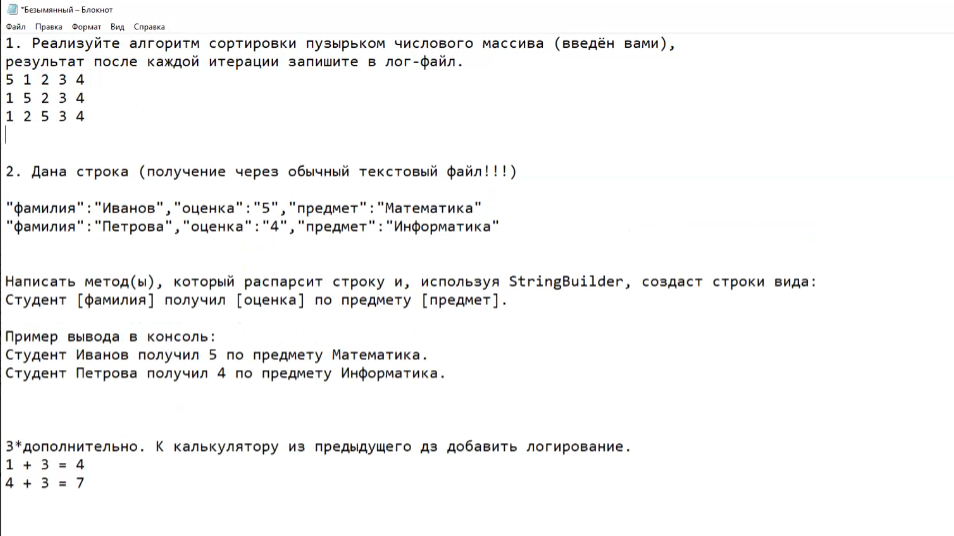 *Безымянный – Блокнот
Файл Правка Формат Вид Справка
1. Реализуйте алгоритм сортировки пузырьком числового массива (введён вами),
результат после каждой итерации запишите в лог-файл.
5 1 2 3 4
1 5 2 3 4
1 2 5 3 4
2. Дана строка (получение через обычный текстовый файл!!!)
"фамилия":"Иванов","оценка":"5","предмет":"Математика"
"фамилия":"Петрова","оценка":"4","предмет":"Информатика"
Написать метод(ы), который распарсит строку и, используя StringBuilder, создаст строки вида:
Студент [фамилия] получил [оценка] по предмету [предмет].
Пример вывода в консоль:
Студент Иванов получил 5 по предмету Математика.
Студент Петрова получил 4 по предмету Информатика.
3*дополнительно. К калькулятору из предыдущего дз добавить логирование.
1 + 3 = 4
4 + 3 = 7